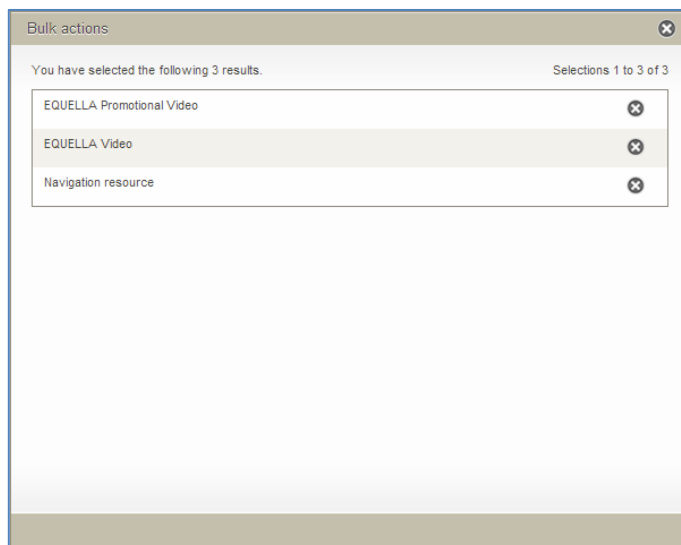 Bulk actions
You have selected the following 3 results.
Selections 1 to 3 of 3
EQUELLA Promotional Video
EQUELLA Video
Navigation resource